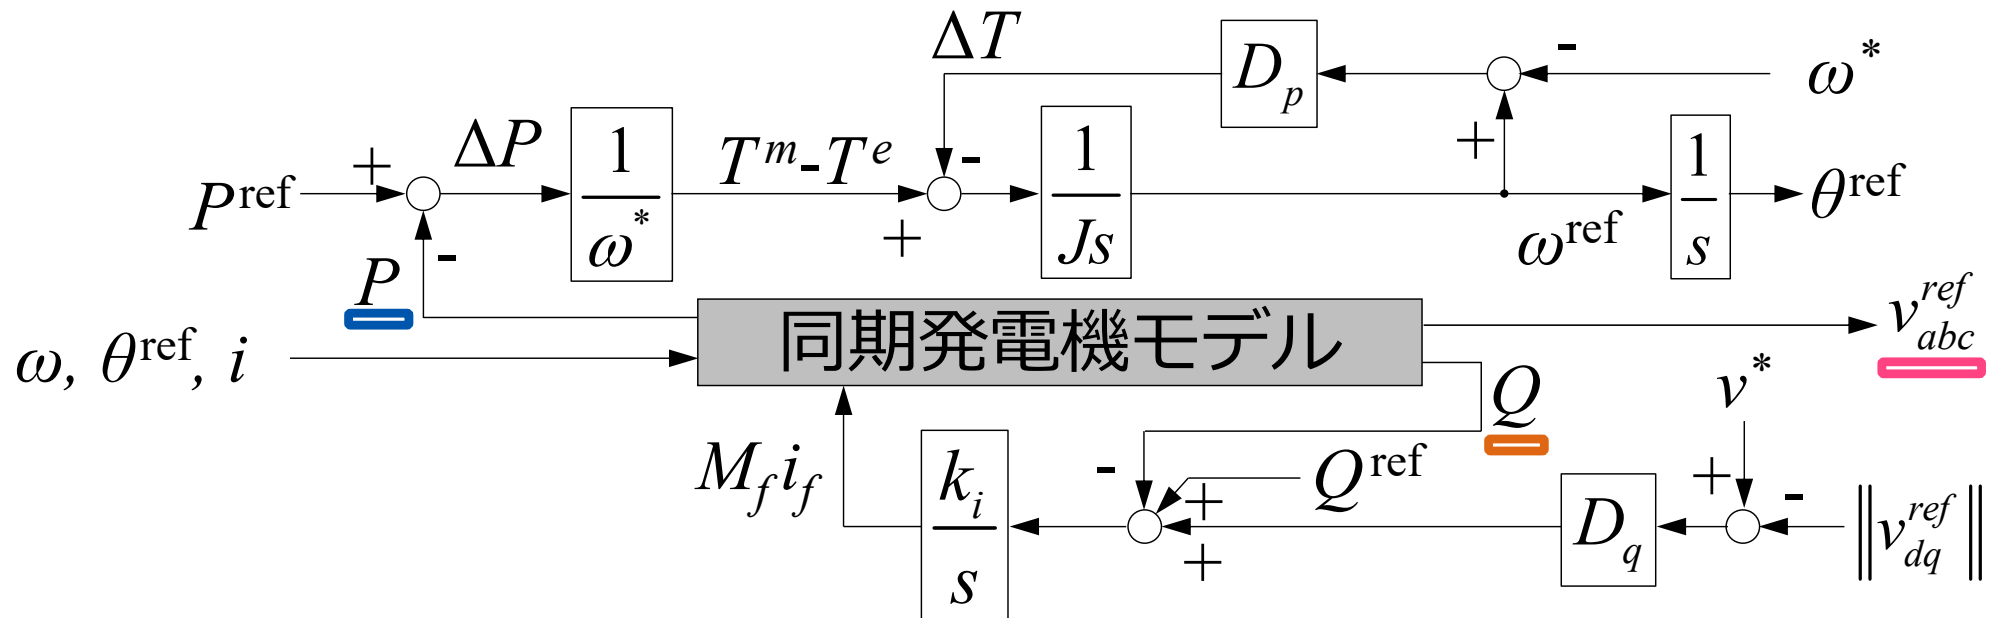 ΔT
D_p
-
ω*
P^ref
+
ΔP
1/ω*
T^m-T^e
-
+
1/Js
+
ω^ref
1/s
θ^ref
P
-
ω, θ^ref, i
同期発電機モデル
v_abc^ref
Q
v*
M_f i_f
k_i/s
-
Q^ref
+
+
D_q
+
-
‖v_dq^ref‖